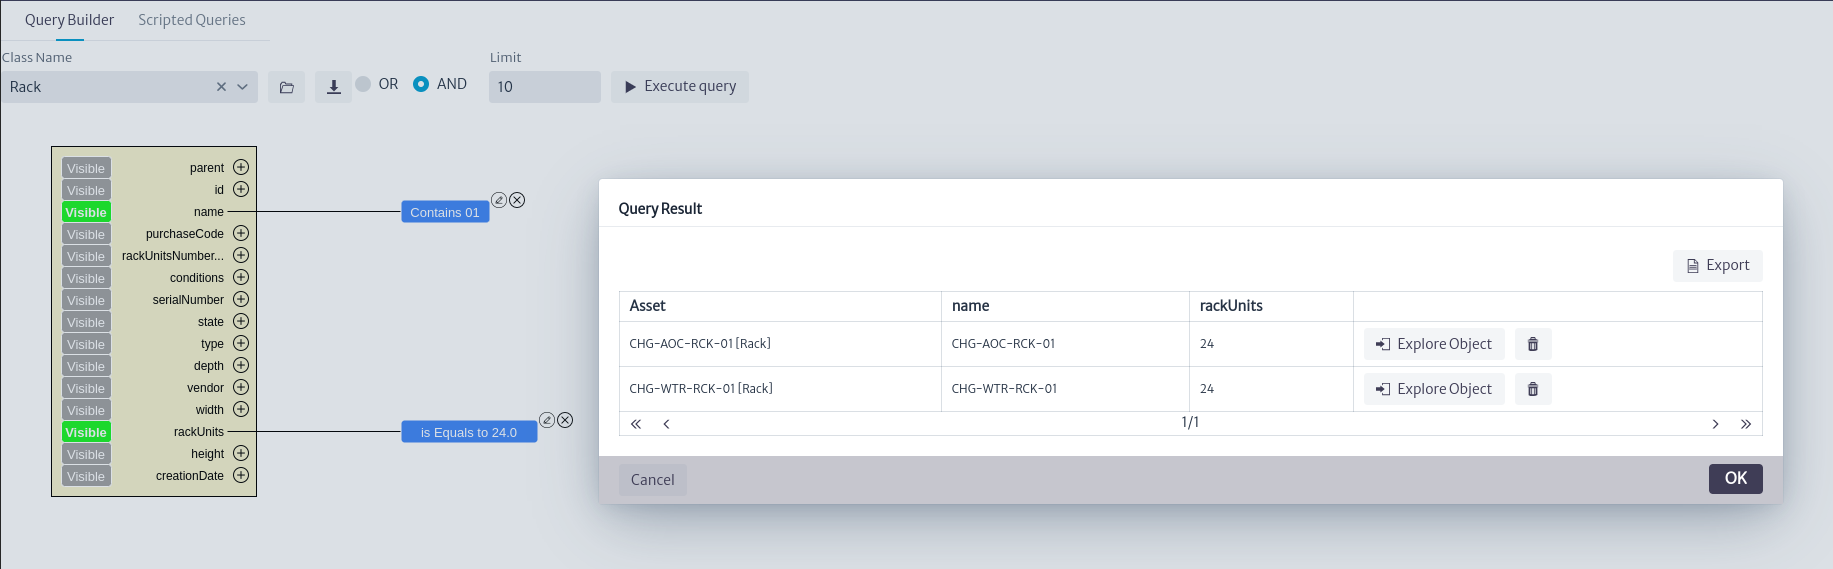 Query Builder Scripted Queries
Class Name Limit
Rack OR AND 10 Execute query
Visible parent
Visible id
Visible name Contains 01
Visible purchaseCode
Visible rackUnitsNumber...
Visible conditions
Visible serialNumber
Visible state
Visible type
Visible depth
Visible vendor
Visible width
Visible rackUnits is Equals to 24.0
Visible height
Visible creationDate
Query Result
Export
Asset name rackUnits
CHG-AOC-RCK-01 [Rack] CHG-AOC-RCK-01 24 Explore Object
CHG-WTR-RCK-01 [Rack] CHG-WTR-RCK-01 24 Explore Object
1/1
Cancel OK